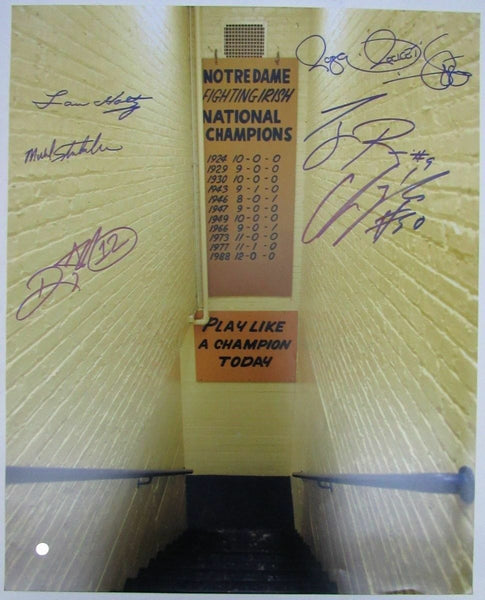 NOTRE DAME
FIGHTING IRISH
NATIONAL
CHAMPIONS
1924 10-0-0
1929 9-0-0
1930 10-0-0
1943 9-1-0
1946 8-0-1
1947 9-0-0
1949 10-0-0
1966 9-0-1
1973 11-0-0
1977 11-1-0
1988 12-0-0
PLAY LIKE
A CHAMPION
TODAY
Lou Holtz
12
#9
#50